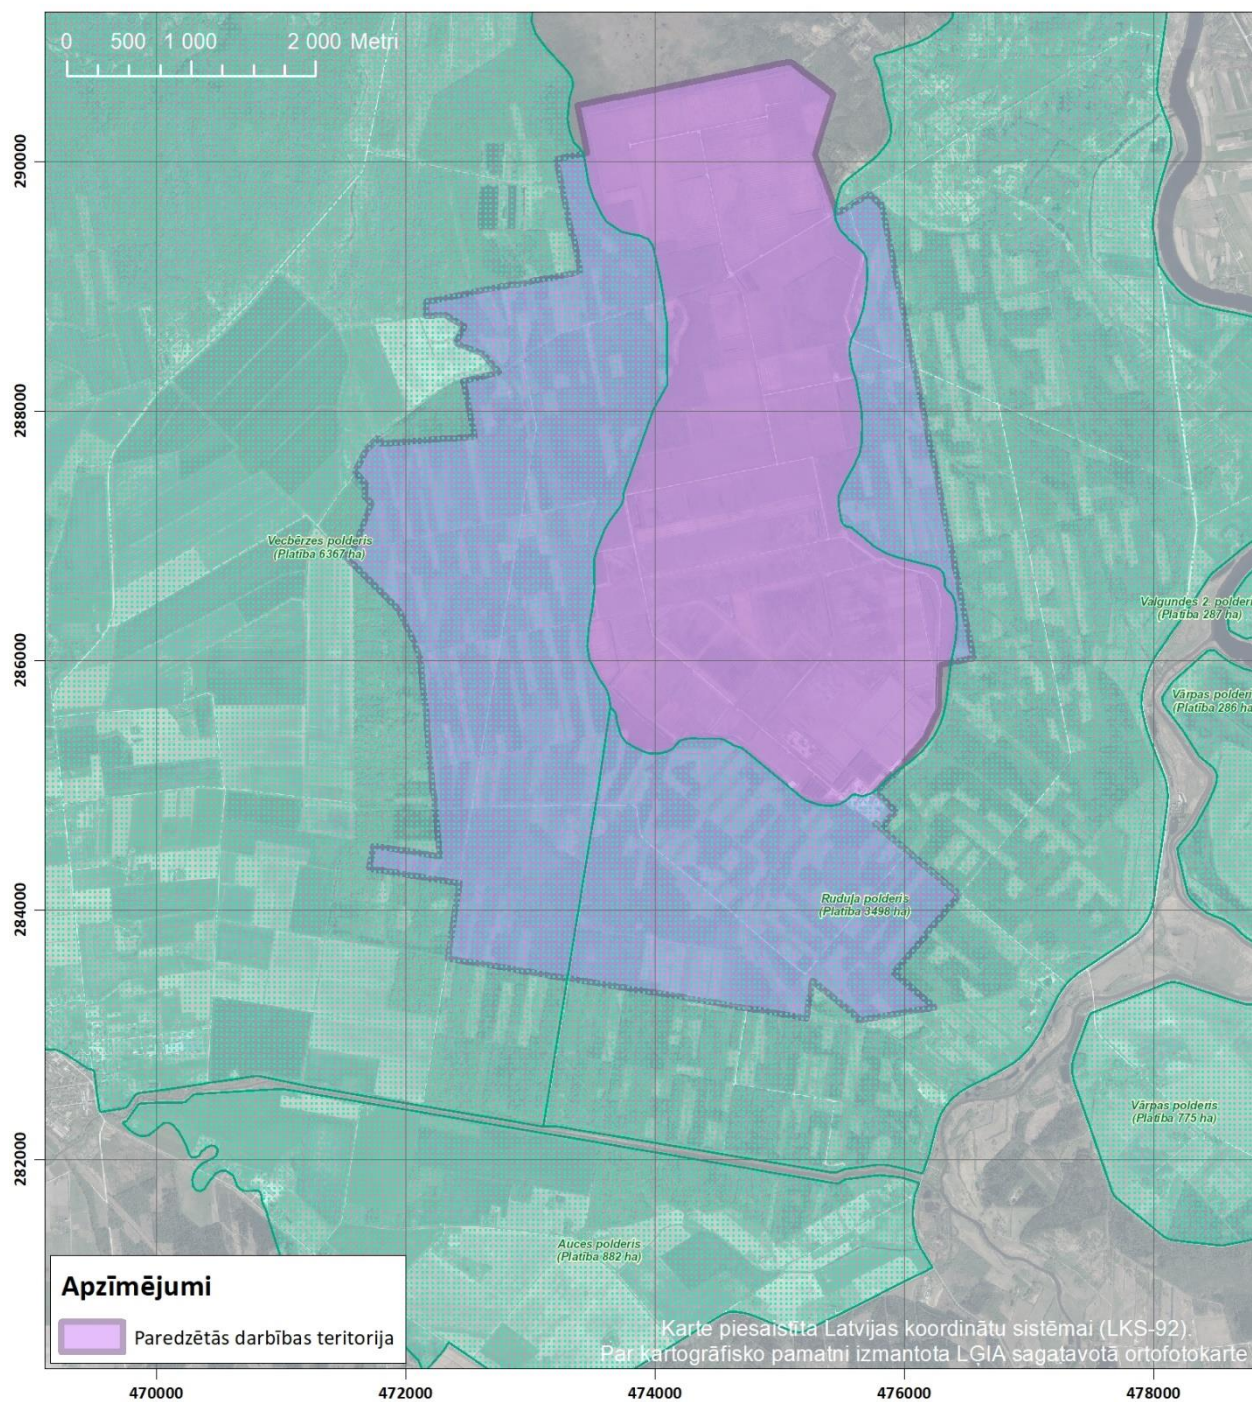 0 500 1 000 2 000 Metri
290000
288000
286000
284000
282000
Vecbērzes polderis
(Platība 6367 ha)
Valgundes 2. polderi
(Platība 287 ha)
Vārpas polderi
(Platība 286 ha
Ruduļa polderis
(Platība 3498 ha)
Vārpas polderis
(Platība 775 ha)
Auces polderis
(Platība 882 ha)
Apzīmējumi
Paredzētās darbības teritorija
Karte piesaistīta Latvijas koordinātu sistēmai (LKS-92).
Par kartogrāfisko pamatni izmantota LĢIA sagatavotā ortofotokarte
470000 472000 474000 476000 478000